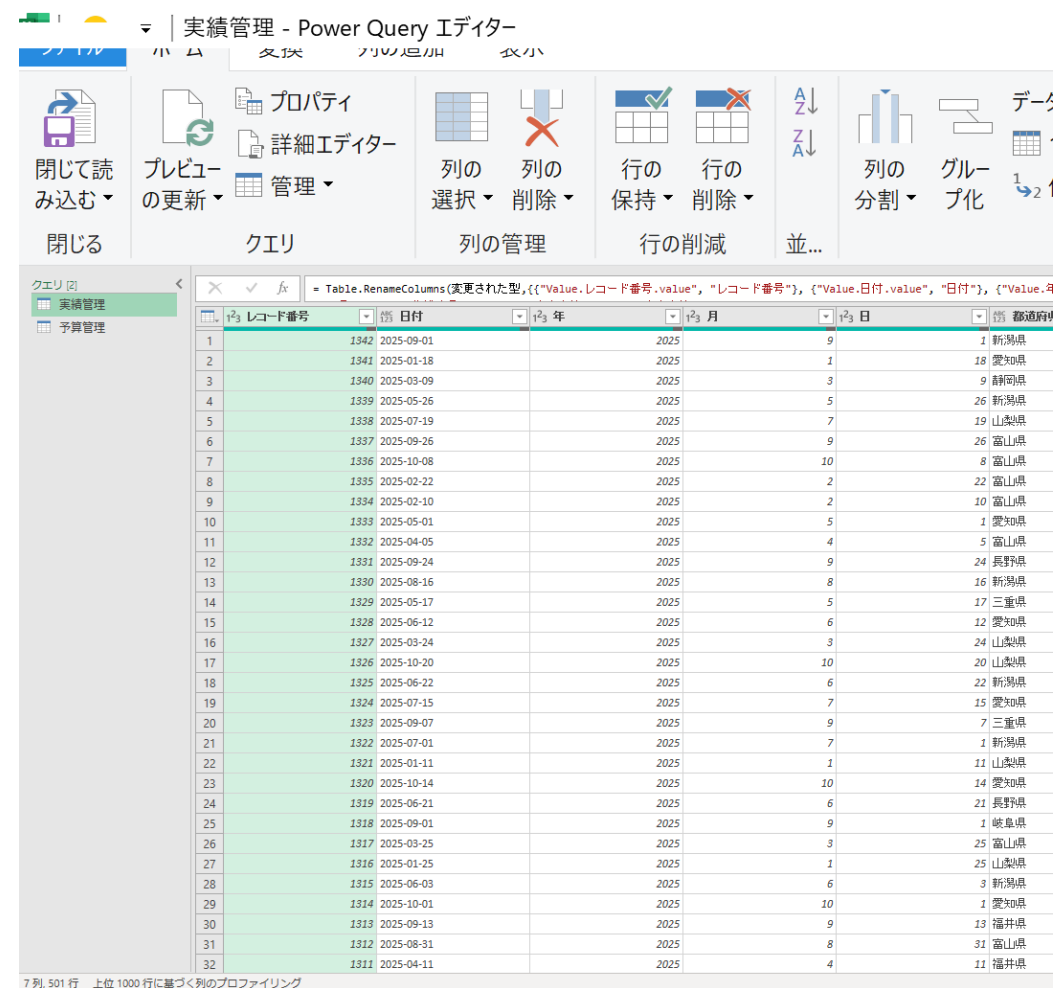 実績管理 - Power Query エディター
ファイル ホーム 変換 列の追加 表示
プロパティ
詳細エディター
管理
閉じて読
み込む
プレビュー
の更新
列の
選択
列の
削除
行の
保持
行の
削除
A
Z
Z
A
列の
分割
グルー
プ化
データ
1
2
閉じる クエリ 列の管理 行の削減 並...
クエリ [2]
実績管理
予算管理
fx = Table.RenameColumns(変更された型,{{"Value.レコード番号.value", "レコード番号"}, {"Value.日付.value", "日付"}, {"Value.年
レコード番号 日付 年 月 日 都道府県
1 1342 2025-09-01 2025 9 1 新潟県
2 1341 2025-01-18 2025 1 18 愛知県
3 1340 2025-03-09 2025 3 9 静岡県
4 1339 2025-05-26 2025 5 26 新潟県
5 1338 2025-07-19 2025 7 19 山梨県
6 1337 2025-09-26 2025 9 26 富山県
7 1336 2025-10-08 2025 10 8 富山県
8 1335 2025-02-22 2025 2 22 富山県
9 1334 2025-02-10 2025 2 10 富山県
10 1333 2025-05-01 2025 5 1 愛知県
11 1332 2025-04-05 2025 4 5 富山県
12 1331 2025-09-24 2025 9 24 長野県
13 1330 2025-08-16 2025 8 16 新潟県
14 1329 2025-05-17 2025 5 17 三重県
15 1328 2025-06-12 2025 6 12 愛知県
16 1327 2025-03-24 2025 3 24 山梨県
17 1326 2025-10-20 2025 10 20 山梨県
18 1325 2025-06-22 2025 6 22 新潟県
19 1324 2025-07-15 2025 7 15 愛知県
20 1323 2025-09-07 2025 9 7 三重県
21 1322 2025-07-01 2025 7 1 新潟県
22 1321 2025-01-11 2025 1 11 山梨県
23 1320 2025-10-14 2025 10 14 愛知県
24 1319 2025-06-21 2025 6 21 長野県
25 1318 2025-09-01 2025 9 1 岐阜県
26 1317 2025-03-25 2025 3 25 富山県
27 1316 2025-01-25 2025 1 25 山梨県
28 1315 2025-06-03 2025 6 3 新潟県
29 1314 2025-10-01 2025 10 1 愛知県
30 1313 2025-09-13 2025 9 13 福井県
31 1312 2025-08-31 2025 8 31 富山県
32 1311 2025-04-11 2025 4 11 福井県
7 列, 501 行 上位 1000 行に基づく列のプロファイリング